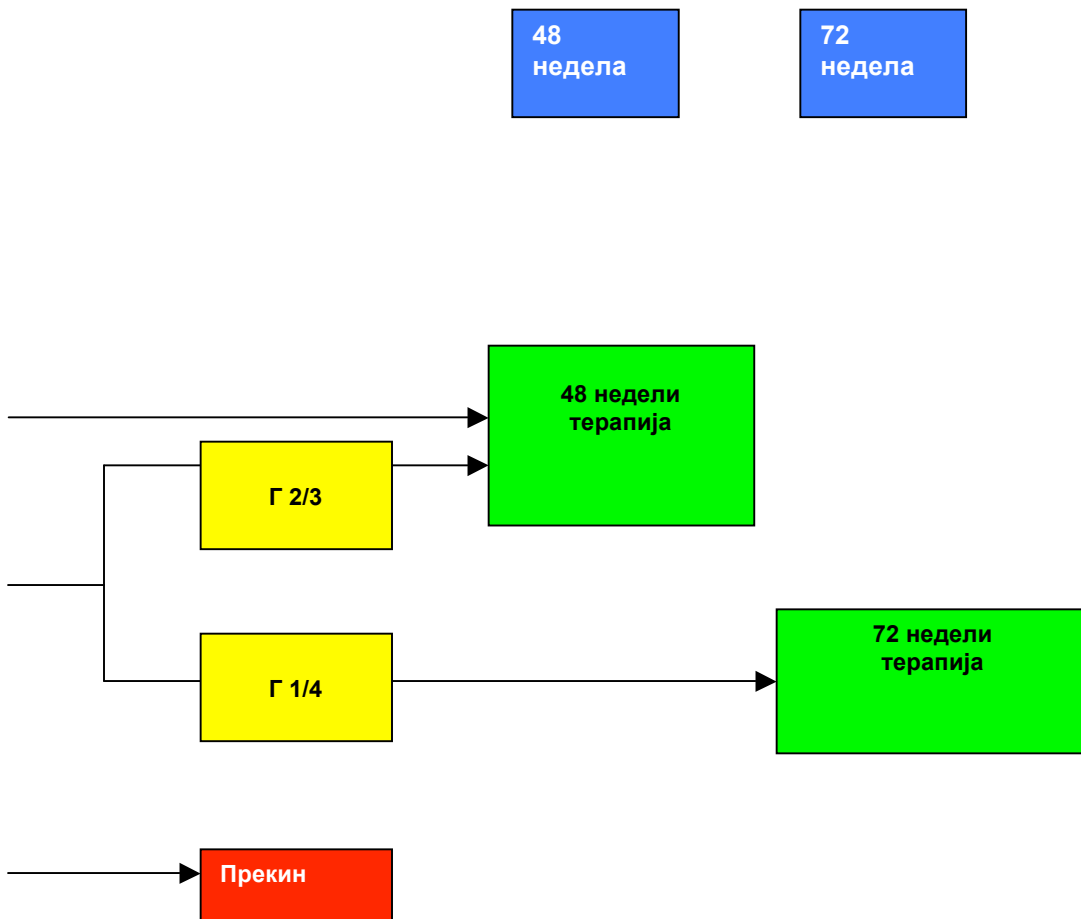 48
недела
72
недела
48 недели
терапија
Г 2/3
72 недели
терапија
Г 1/4
Прекин